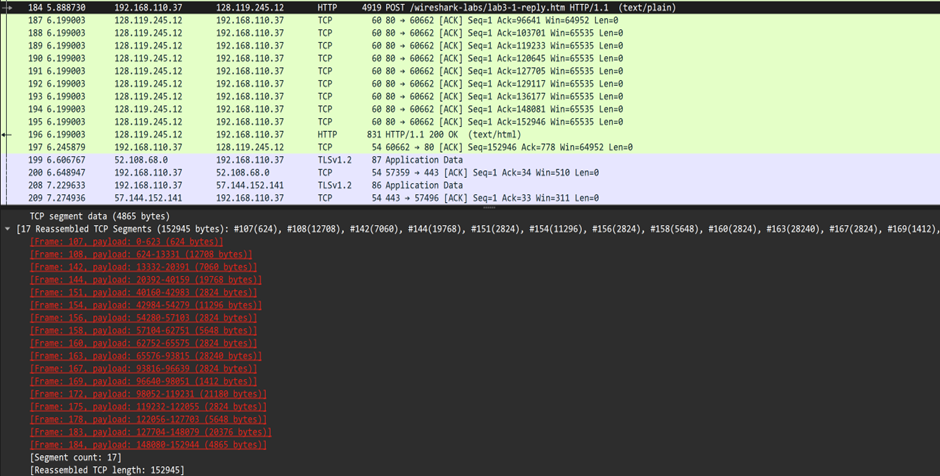 184 5.888730 192.168.110.37 128.119.245.12 HTTP 4919 POST /wireshark-labs/lab3-1-reply.htm HTTP/1.1 (text/plain)
187 6.199003 128.119.245.12 192.168.110.37 TCP 60 80 → 60662 [ACK] Seq=1 Ack=96641 Win=64952 Len=0
188 6.199003 128.119.245.12 192.168.110.37 TCP 60 80 → 60662 [ACK] Seq=1 Ack=103701 Win=65535 Len=0
189 6.199003 128.119.245.12 192.168.110.37 TCP 60 80 → 60662 [ACK] Seq=1 Ack=119233 Win=65535 Len=0
190 6.199003 128.119.245.12 192.168.110.37 TCP 60 80 → 60662 [ACK] Seq=1 Ack=120645 Win=65535 Len=0
191 6.199003 128.119.245.12 192.168.110.37 TCP 60 80 → 60662 [ACK] Seq=1 Ack=127705 Win=65535 Len=0
192 6.199003 128.119.245.12 192.168.110.37 TCP 60 80 → 60662 [ACK] Seq=1 Ack=129117 Win=65535 Len=0
193 6.199003 128.119.245.12 192.168.110.37 TCP 60 80 → 60662 [ACK] Seq=1 Ack=136177 Win=65535 Len=0
194 6.199003 128.119.245.12 192.168.110.37 TCP 60 80 → 60662 [ACK] Seq=1 Ack=148081 Win=65535 Len=0
195 6.199003 128.119.245.12 192.168.110.37 TCP 60 80 → 60662 [ACK] Seq=1 Ack=152946 Win=65535 Len=0
196 6.199003 128.119.245.12 192.168.110.37 HTTP 831 HTTP/1.1 200 OK (text/html)
197 6.245879 192.168.110.37 128.119.245.12 TCP 54 60662 → 80 [ACK] Seq=152946 Ack=778 Win=64952 Len=0
199 6.606767 52.108.68.0 192.168.110.37 TLSv1.2 87 Application Data
200 6.648947 192.168.110.37 52.108.68.0 TCP 54 57359 → 443 [ACK] Seq=1 Ack=34 Win=510 Len=0
208 7.229633 192.168.110.37 57.144.152.141 TLSv1.2 86 Application Data
209 7.274936 57.144.152.141 192.168.110.37 TCP 54 443 → 57496 [ACK] Seq=1 Ack=33 Win=311 Len=0
TCP segment data (4865 bytes)
[17 Reassembled TCP Segments (152945 bytes): #107(624), #108(12708), #142(7060), #144(19768), #151(2824), #154(11296), #156(2824), #158(5648), #160(2824), #163(28240), #167(2824), #169(1412),
[Frame: 107, payload: 0-623 (624 bytes)]
[Frame: 108, payload: 624-13331 (12708 bytes)]
[Frame: 142, payload: 13332-20391 (7060 bytes)]
[Frame: 144, payload: 20392-40159 (19768 bytes)]
[Frame: 151, payload: 40160-42983 (2824 bytes)]
[Frame: 154, payload: 42984-54279 (11296 bytes)]
[Frame: 156, payload: 54280-57103 (2824 bytes)]
[Frame: 158, payload: 57104-62751 (5648 bytes)]
[Frame: 160, payload: 62752-65575 (2824 bytes)]
[Frame: 163, payload: 65576-93815 (28240 bytes)]
[Frame: 167, payload: 93816-96639 (2824 bytes)]
[Frame: 169, payload: 96640-98051 (1412 bytes)]
[Frame: 172, payload: 98052-119231 (21180 bytes)]
[Frame: 175, payload: 119232-122055 (2824 bytes)]
[Frame: 178, payload: 122056-127703 (5648 bytes)]
[Frame: 183, payload: 127704-148079 (20376 bytes)]
[Frame: 184, payload: 148080-152944 (4865 bytes)]
[Segment count: 17]
[Reassembled TCP length: 152945]